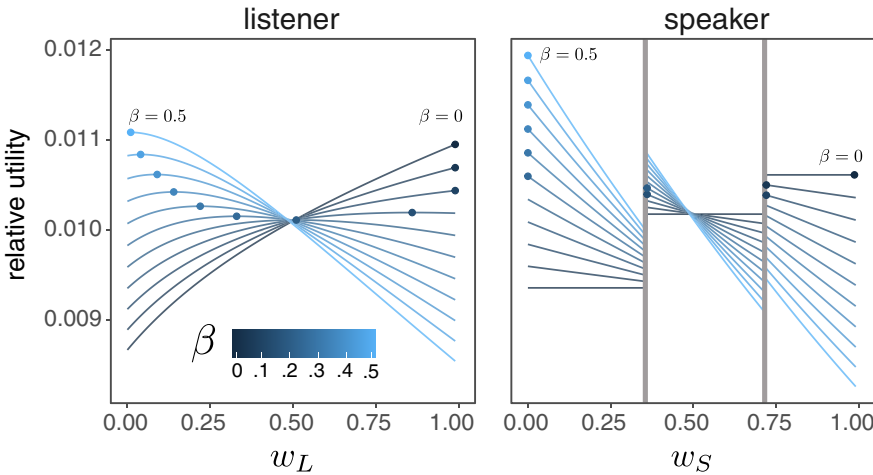 listener
speaker
relative utility
0.012
0.011
0.010
0.009
β = 0.5
β = 0
β = 0.5
β = 0
β
0 .1 .2 .3 .4 .5
0.00 0.25 0.50 0.75 1.00
0.00 0.25 0.50 0.75 1.00
w_L
w_S